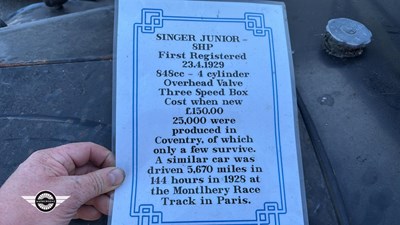 SINGER JUNIOR –
8HP
First Registered
23.4.1929
848cc – 4 cylinder
Overhead Valve
Three Speed Box
Cost when new
£150.00
25,000 were
produced in
Coventry, of which
only a few survive.
A similar car was
driven 5,670 miles in
144 hours in 1928 at
the Montlhery Race
Track in Paris.